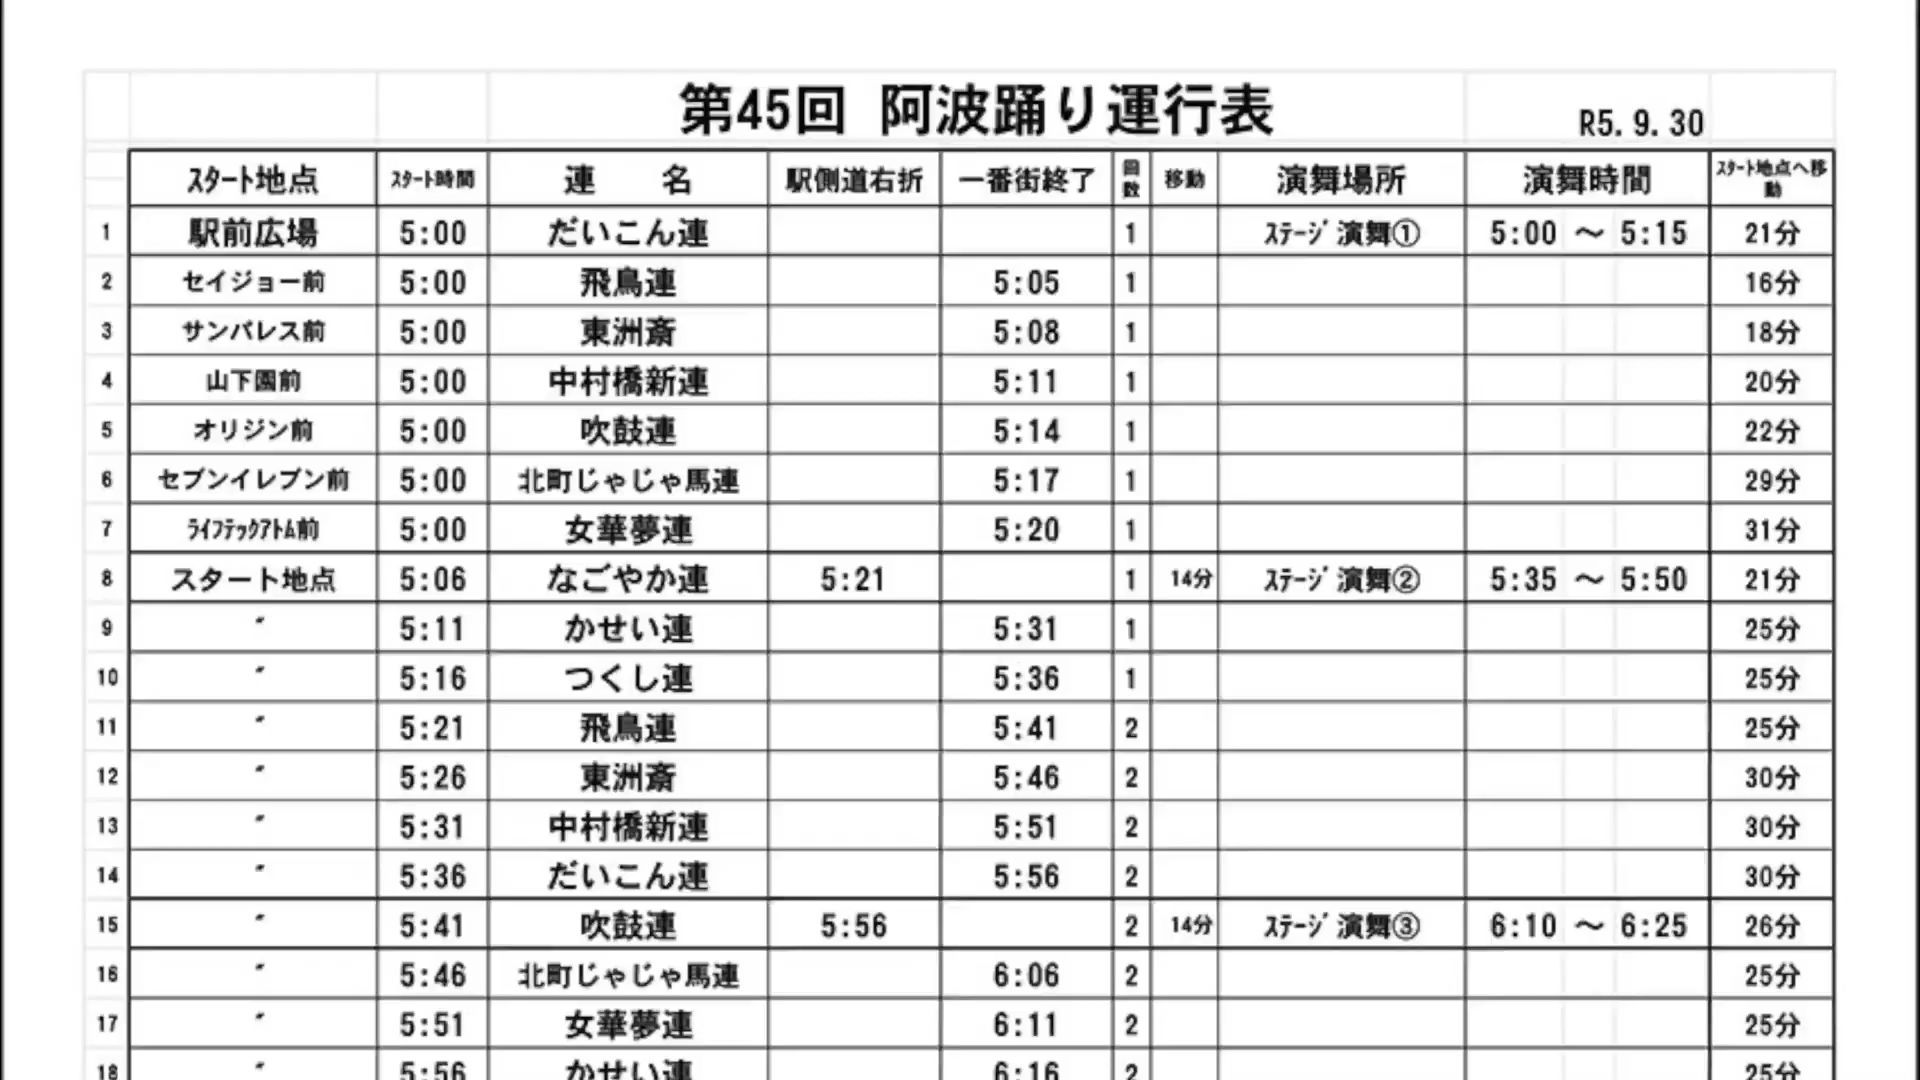 第45回 阿波踊り運行表 R5.9.30
ｽﾀｰﾄ地点 ｽﾀｰﾄ時間 連 名 駅側道右折 一番街終了 回数 移動 演舞場所 演舞時間 ｽﾀｰﾄ地点へ移動
1 駅前広場 5:00 だいこん連 1 ｽﾃｰｼﾞ演舞① 5:00 ～ 5:15 21分
2 セイジョー前 5:00 飛鳥連 5:05 1 16分
3 サンパレス前 5:00 東洲斎 5:08 1 18分
4 山下園前 5:00 中村橋新連 5:11 1 20分
5 オリジン前 5:00 吹鼓連 5:14 1 22分
6 セブンイレブン前 5:00 北町じゃじゃ馬連 5:17 1 29分
7 ﾗｲﾌﾃｯｸｱﾄﾑ前 5:00 女華夢連 5:20 1 31分
8 スタート地点 5:06 なごやか連 5:21 1 14分 ｽﾃｰｼﾞ演舞② 5:35 ～ 5:50 21分
9 〃 5:11 かせい連 5:31 1 25分
10 〃 5:16 つくし連 5:36 1 25分
11 〃 5:21 飛鳥連 5:41 2 25分
12 〃 5:26 東洲斎 5:46 2 30分
13 〃 5:31 中村橋新連 5:51 2 30分
14 〃 5:36 だいこん連 5:56 2 30分
15 〃 5:41 吹鼓連 5:56 2 14分 ｽﾃｰｼﾞ演舞③ 6:10 ～ 6:25 26分
16 〃 5:46 北町じゃじゃ馬連 6:06 2 25分
17 〃 5:51 女華夢連 6:11 2 25分
18 〃 5:56 かせい連 6:16 2 25分